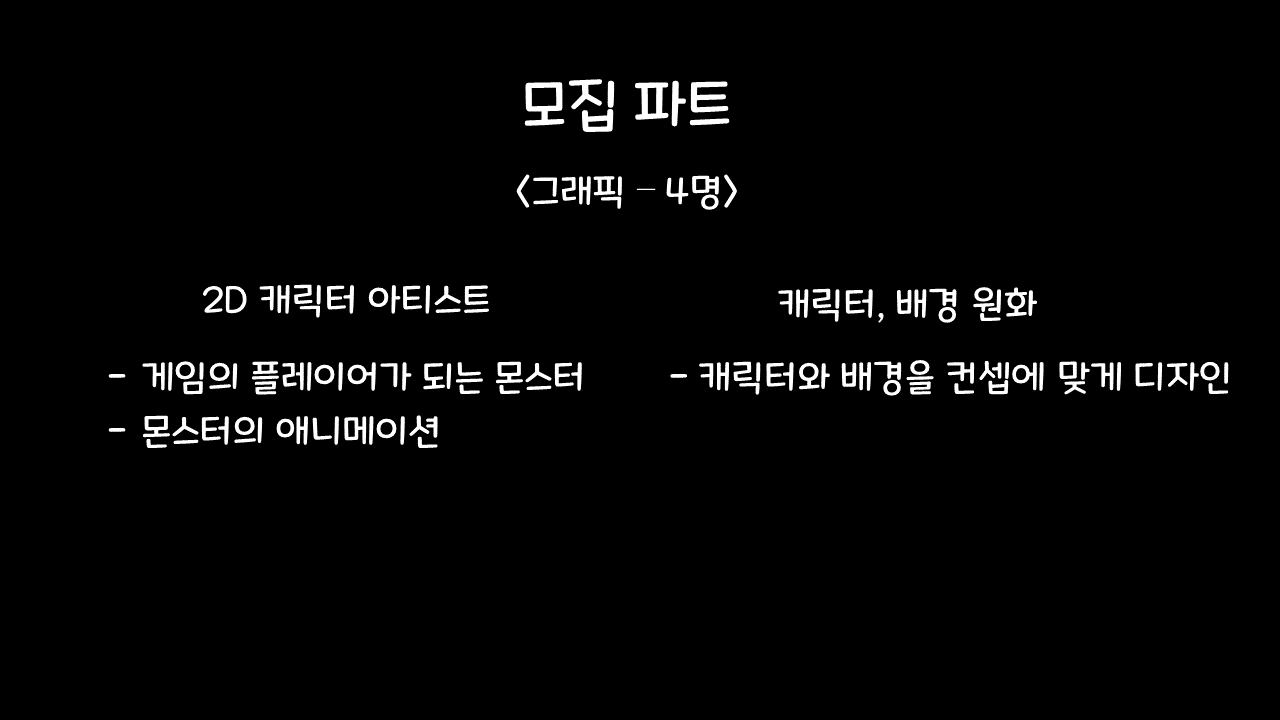 모집 파트
<그래픽 – 4명>
2D 캐릭터 아티스트
- 게임의 플레이어가 되는 몬스터
- 몬스터의 애니메이션
캐릭터, 배경 원화
- 캐릭터와 배경을 컨셉에 맞게 디자인